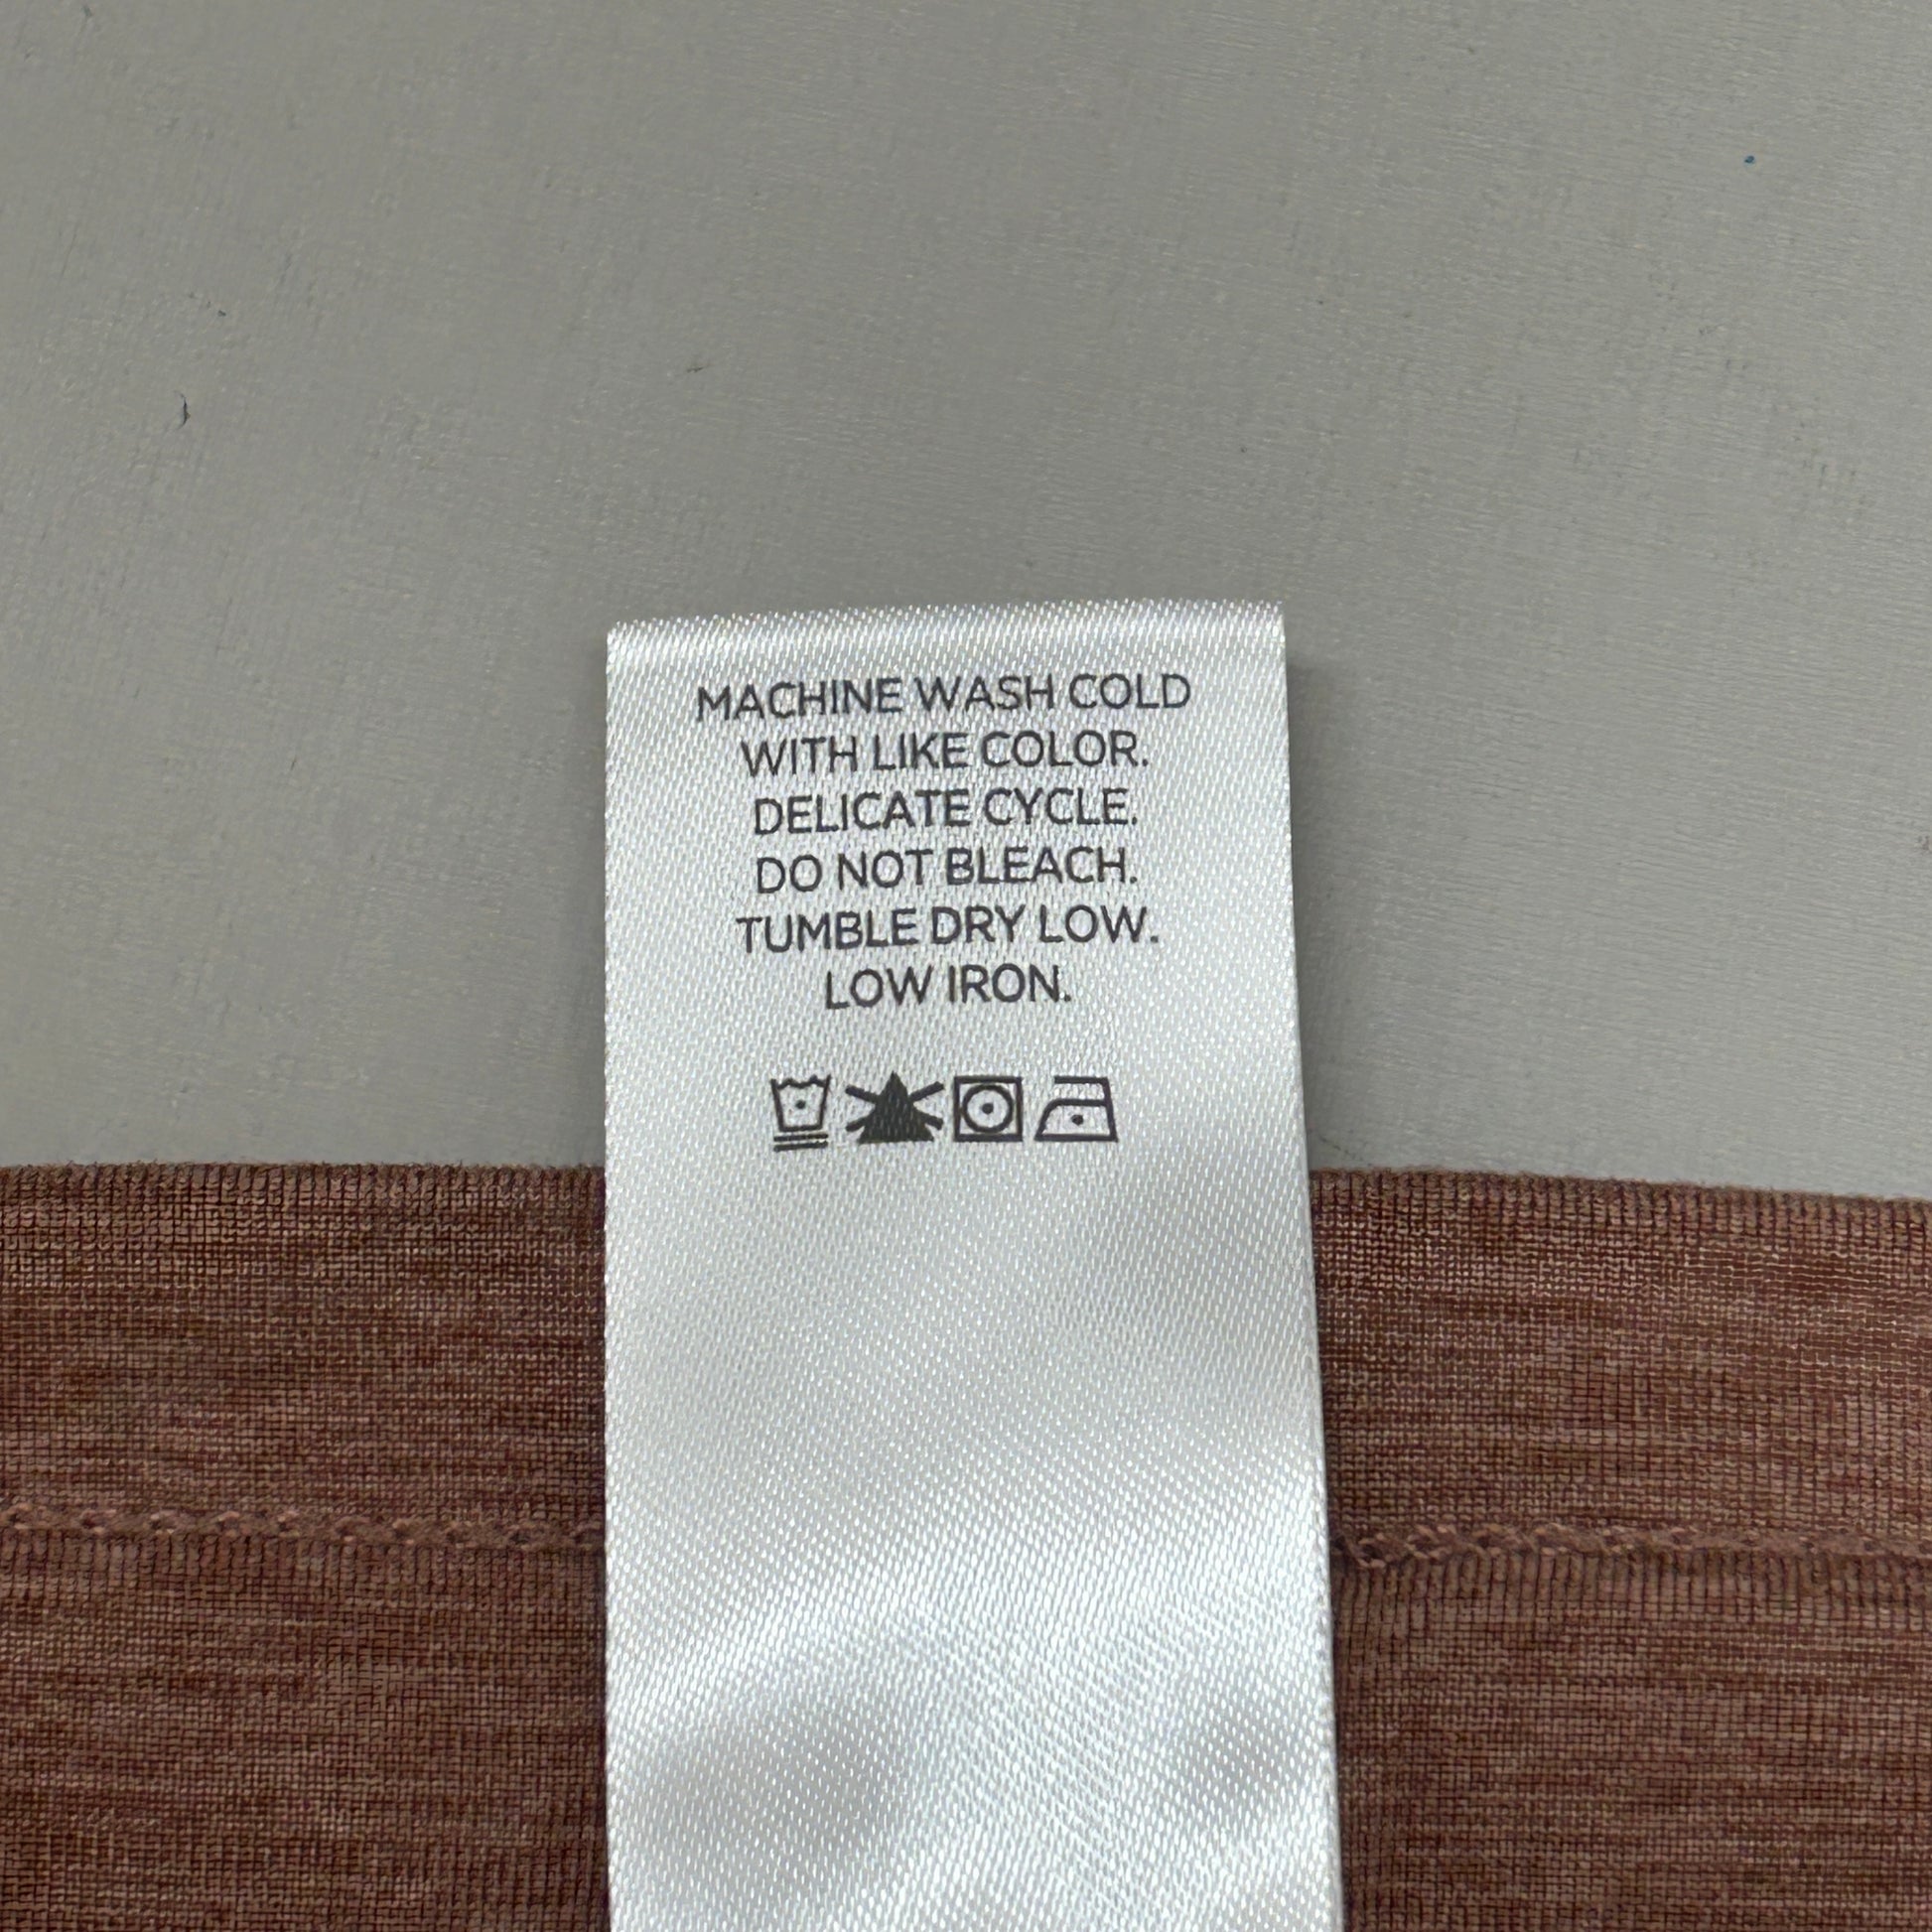 MACHINE WASH COLD
WITH LIKE COLOR.
DELICATE CYCLE.
DO NOT BLEACH.
TUMBLE DRY LOW.
LOW IRON.